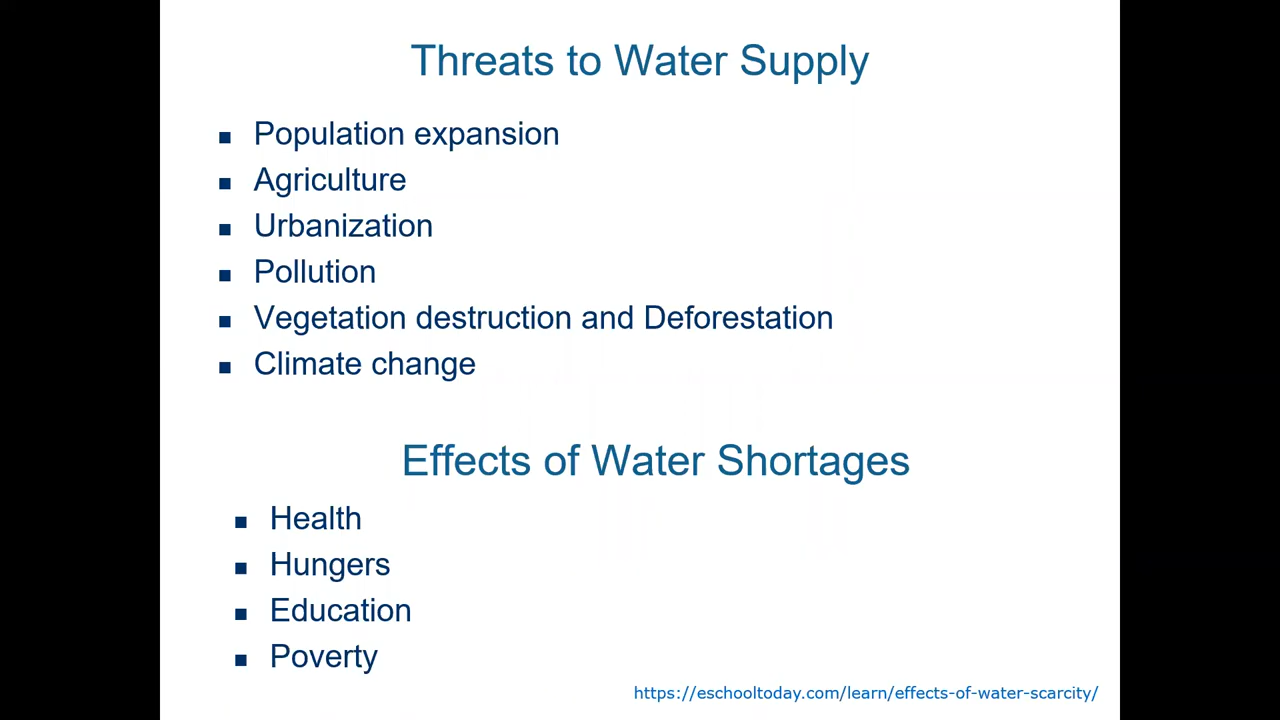 Threats to Water Supply
▪ Population expansion
▪ Agriculture
▪ Urbanization
▪ Pollution
▪ Vegetation destruction and Deforestation
▪ Climate change
Effects of Water Shortages
▪ Health
▪ Hungers
▪ Education
▪ Poverty
https://eschooltoday.com/learn/effects-of-water-scarcity/